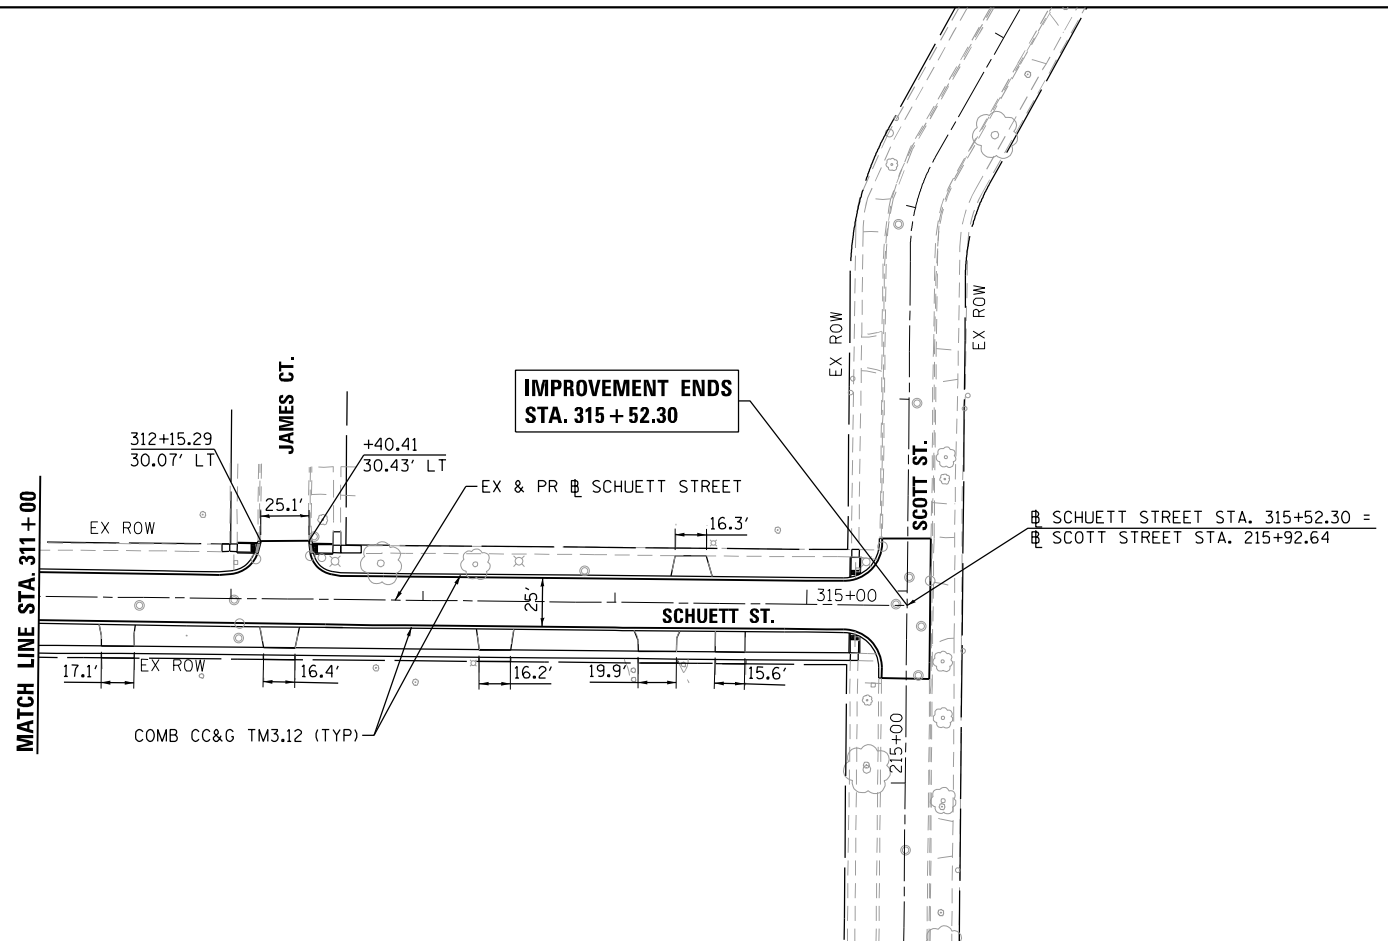 IMPROVEMENT ENDS
STA. 315 + 52.30
EX ROW
EX ROW
JAMES CT.
312+15.29
30.07' LT
+40.41
30.43' LT
25.1'
EX & PR ⅊ SCHUETT STREET
16.3'
SCOTT ST.
⅊ SCHUETT STREET STA. 315+52.30 =
⅊ SCOTT STREET STA. 215+92.64
EX ROW
MATCH LINE STA. 311 + 00
25'
315+00
SCHUETT ST.
17.1'
EX ROW
16.4'
16.2'
19.9'
15.6'
COMB CC&G TM3.12 (TYP)
215+00